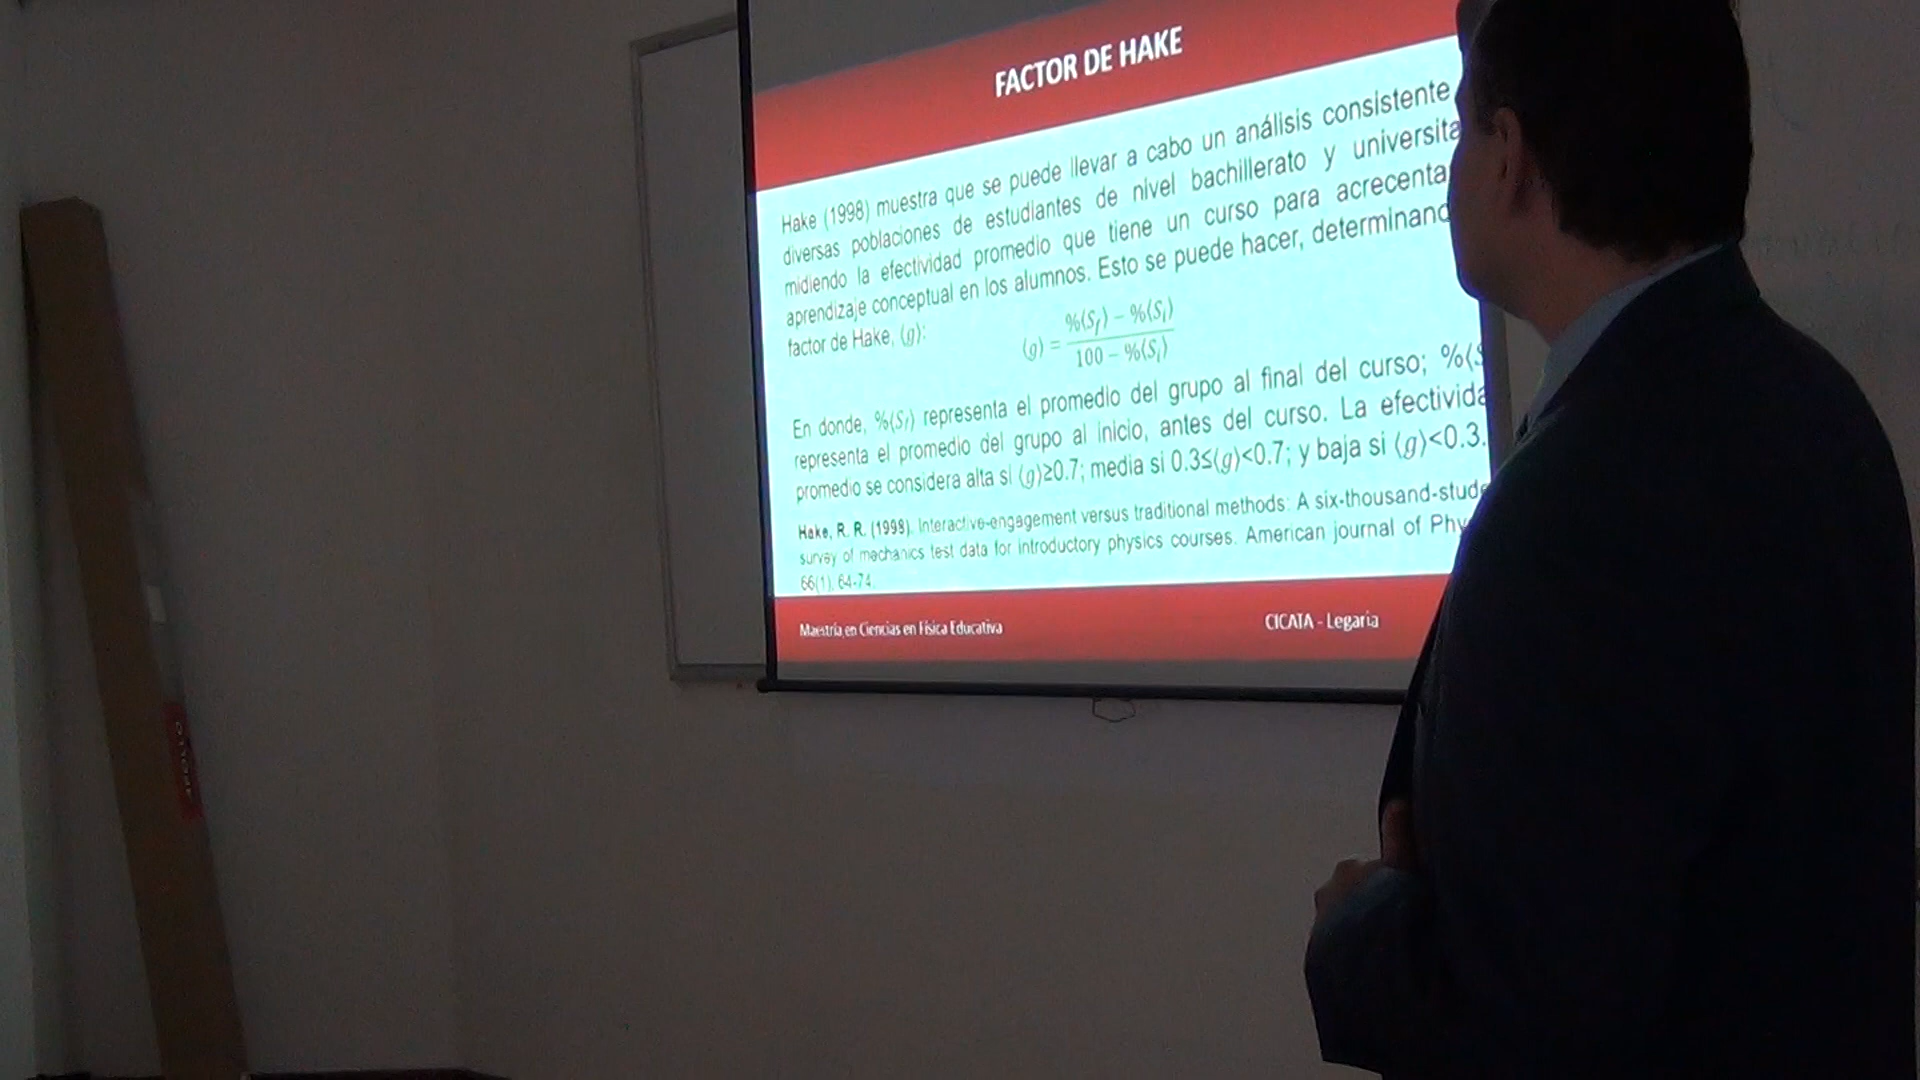 FACTOR DE HAKE
Hake (1998) muestra que se puede llevar a cabo un análisis consistente
diversas poblaciones de estudiantes de nivel bachillerato y universita
midiendo la efectividad promedio que tiene un curso para acrecenta
aprendizaje conceptual en los alumnos. Esto se puede hacer, determinand
factor de Hake, ⟨g⟩:
⟨g⟩ = (%⟨S_f⟩ − %⟨S_i⟩) / (100 − %⟨S_i⟩)
En donde, %⟨S_f⟩ representa el promedio del grupo al final del curso; %⟨S
representa el promedio del grupo al inicio, antes del curso. La efectivida
promedio se considera alta si ⟨g⟩≥0.7; media si 0.3≤⟨g⟩<0.7; y baja si ⟨g⟩<0.3.
Hake, R. R. (1998). Interactive-engagement versus traditional methods: A six-thousand-stude
survey of mechanics test data for introductory physics courses. American journal of Phy
66(1), 64-74.
Maestría en Ciencias en Física Educativa
CICATA - Legaria
APOLLO